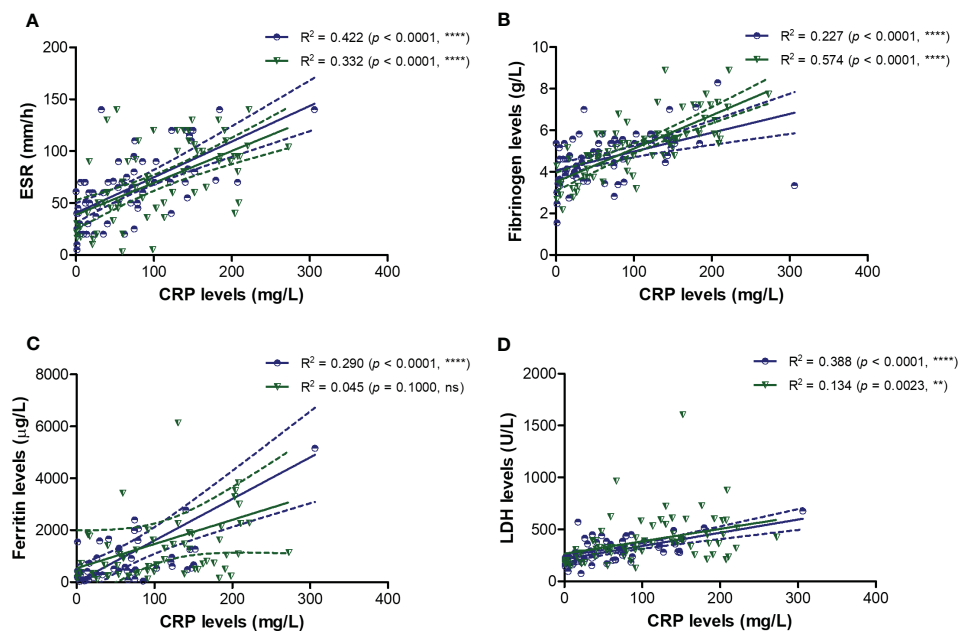 A
R² = 0.422 (p < 0.0001, ****)
R² = 0.332 (p < 0.0001, ****)
200
150
100
50
0
ESR (mm/h)
0 100 200 300 400
CRP levels (mg/L)
B
R² = 0.227 (p < 0.0001, ****)
R² = 0.574 (p < 0.0001, ****)
10
8
6
4
2
0
Fibrinogen levels (g/L)
0 100 200 300 400
CRP levels (mg/L)
C
R² = 0.290 (p < 0.0001, ****)
R² = 0.045 (p = 0.1000, ns)
8000
6000
4000
2000
0
Ferritin levels (μg/L)
0 100 200 300 400
CRP levels (mg/L)
D
R² = 0.388 (p < 0.0001, ****)
R² = 0.134 (p = 0.0023, **)
2000
1500
1000
500
0
LDH levels (U/L)
0 100 200 300 400
CRP levels (mg/L)